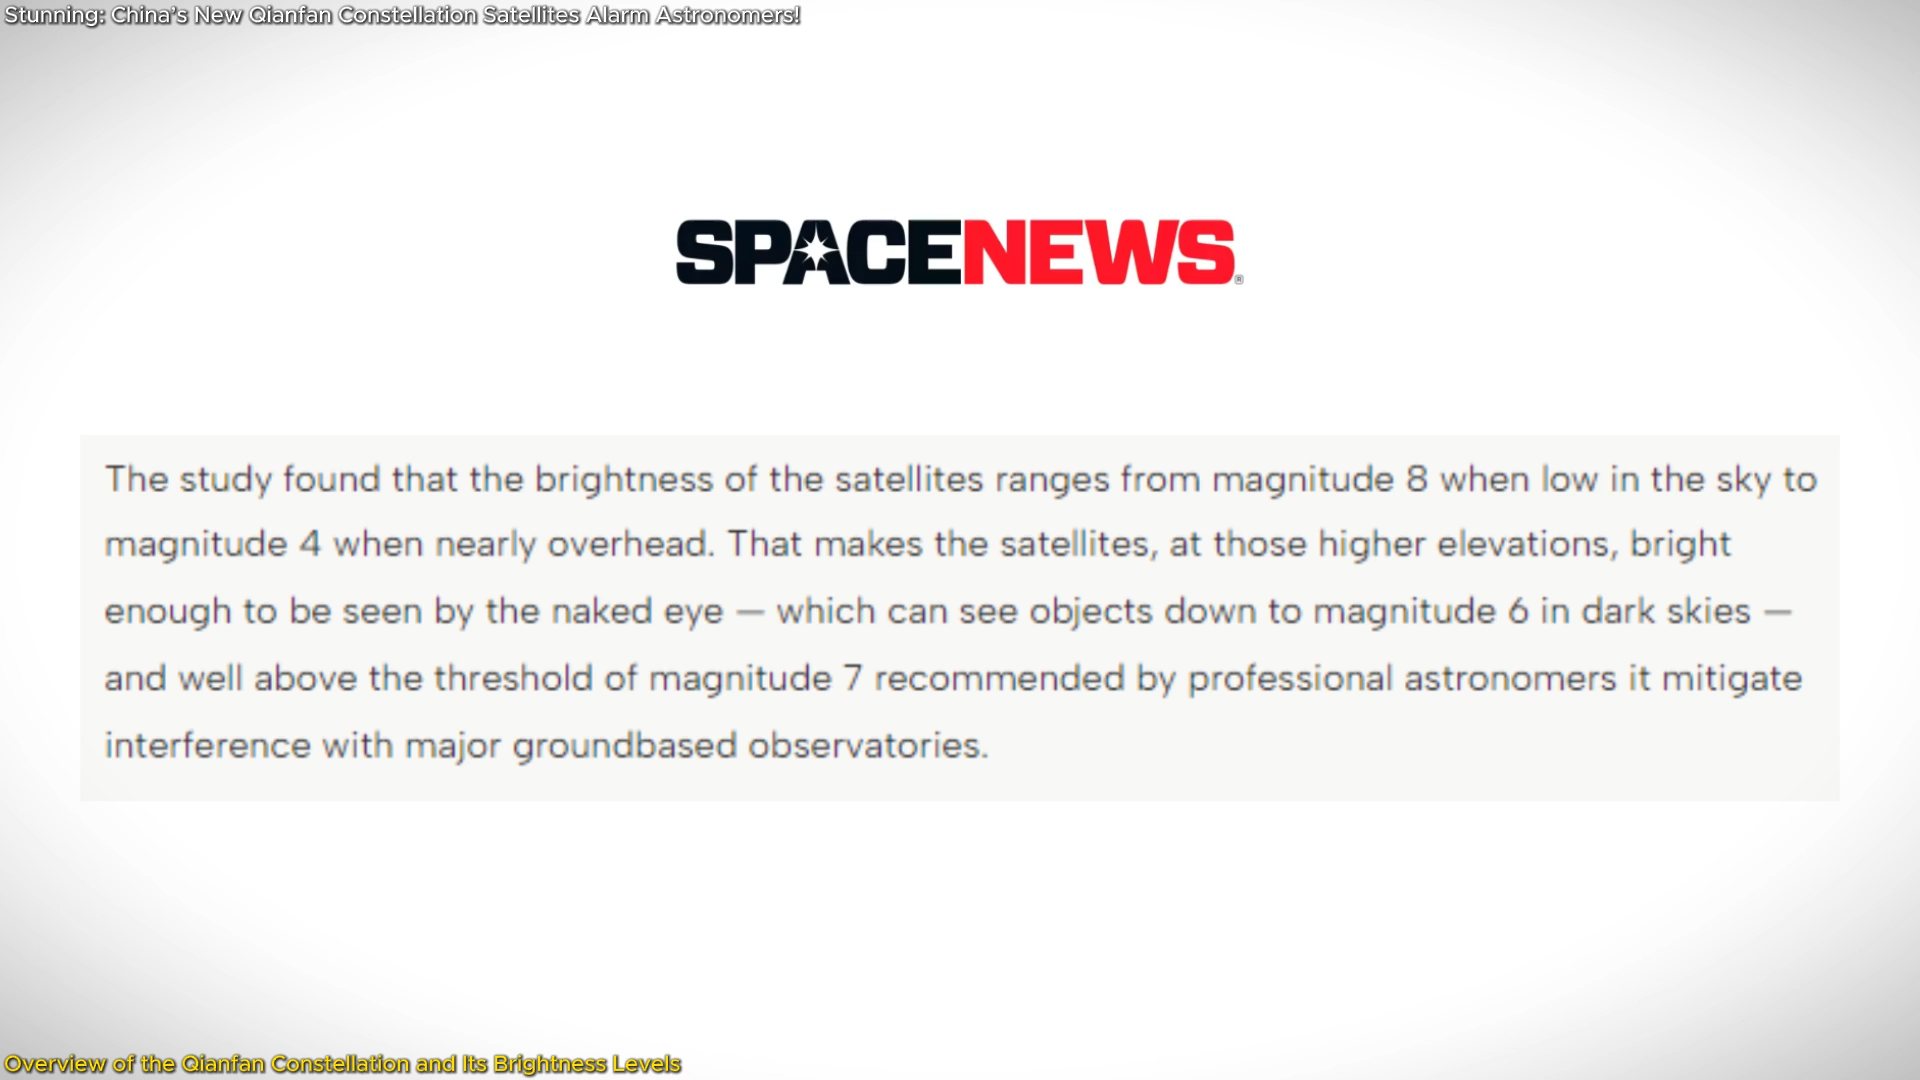 Stunning: China's New Qianfan Constellation Satellites Alarm Astronomers!
SPACENEWS®
The study found that the brightness of the satellites ranges from magnitude 8 when low in the sky to
magnitude 4 when nearly overhead. That makes the satellites, at those higher elevations, bright
enough to be seen by the naked eye — which can see objects down to magnitude 6 in dark skies —
and well above the threshold of magnitude 7 recommended by professional astronomers it mitigate
interference with major groundbased observatories.
Overview of the Qianfan Constellation and Its Brightness Levels